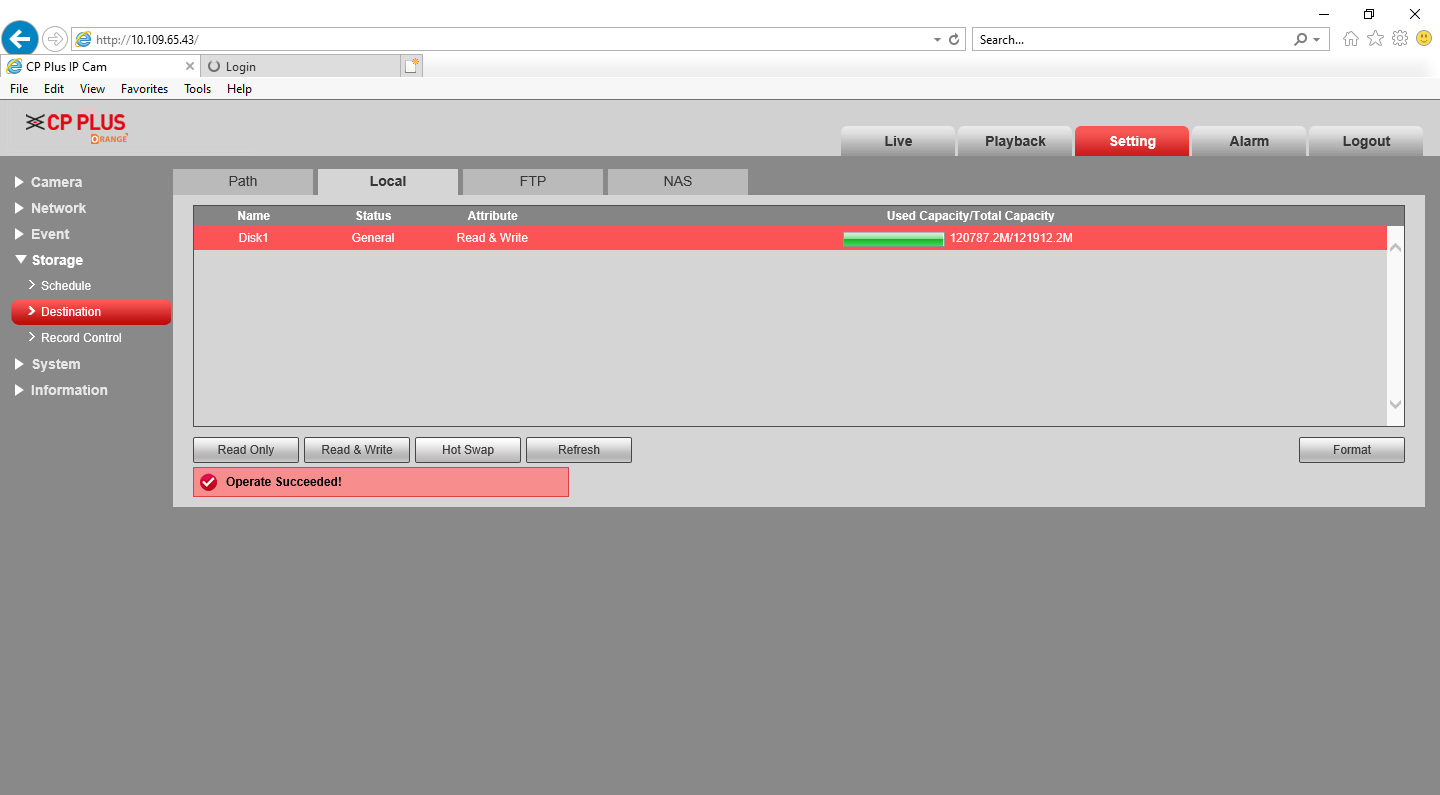 http://10.109.65.43/
Search...
CP Plus IP Cam
Login
File Edit View Favorites Tools Help
CP PLUS
ORANGE
Live Playback Setting Alarm Logout
Camera
Network
Event
Storage
Schedule
Destination
Record Control
System
Information
Path Local FTP NAS
Name Status Attribute Used Capacity/Total Capacity
Disk1 General Read & Write 120787.2M/121912.2M
Read Only Read & Write Hot Swap Refresh Format
Operate Succeeded!